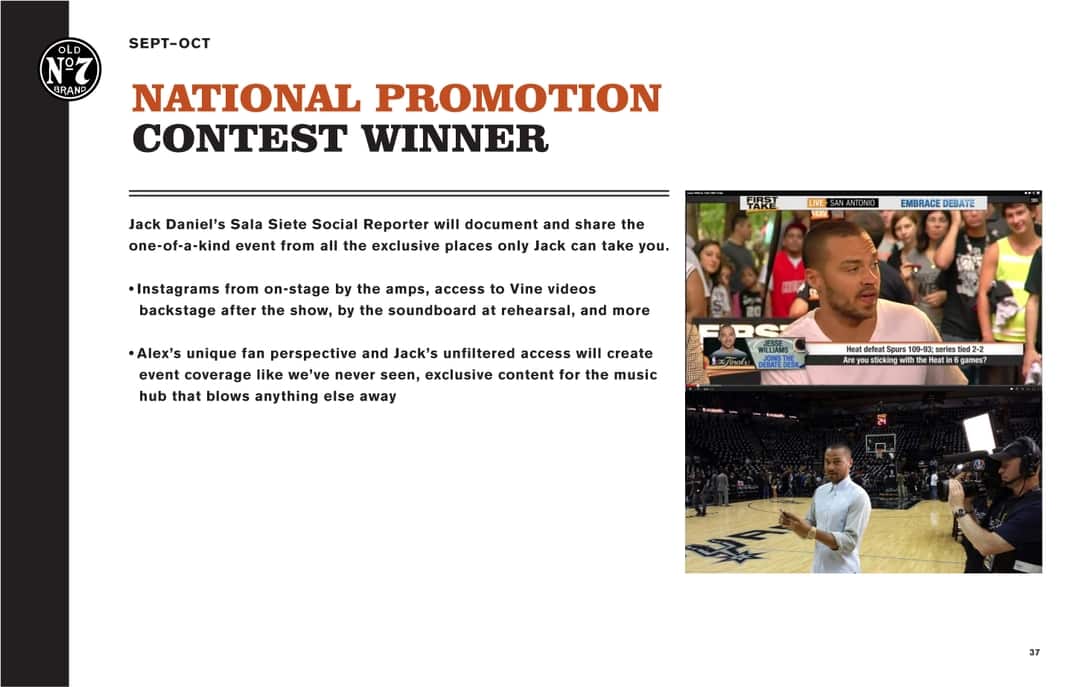 OLD
Nº7
BRAND
SEPT–OCT
NATIONAL PROMOTION
CONTEST WINNER
Jack Daniel’s Sala Siete Social Reporter will document and share the
one-of-a-kind event from all the exclusive places only Jack can take you.
• Instagrams from on-stage by the amps, access to Vine videos
backstage after the show, by the soundboard at rehearsal, and more
• Alex’s unique fan perspective and Jack’s unfiltered access will create
event coverage like we’ve never seen, exclusive content for the music
hub that blows anything else away
FIRST
TAKE
LIVE SAN ANTONIO
EMBRACE DEBATE
JESSE
WILLIAMS
JOINS THE
DEBATE DESK
Heat defeat Spurs 109-93; series tied 2-2
Are you sticking with the Heat in 6 games?
24
37